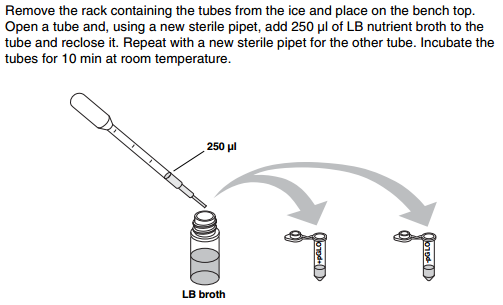 Remove the rack containing the tubes from the ice and place on the bench top.
Open a tube and, using a new sterile pipet, add 250 µl of LB nutrient broth to the
tube and reclose it. Repeat with a new sterile pipet for the other tube. Incubate the
tubes for 10 min at room temperature.
250 µl
+pGLO
-pGLO
LB broth